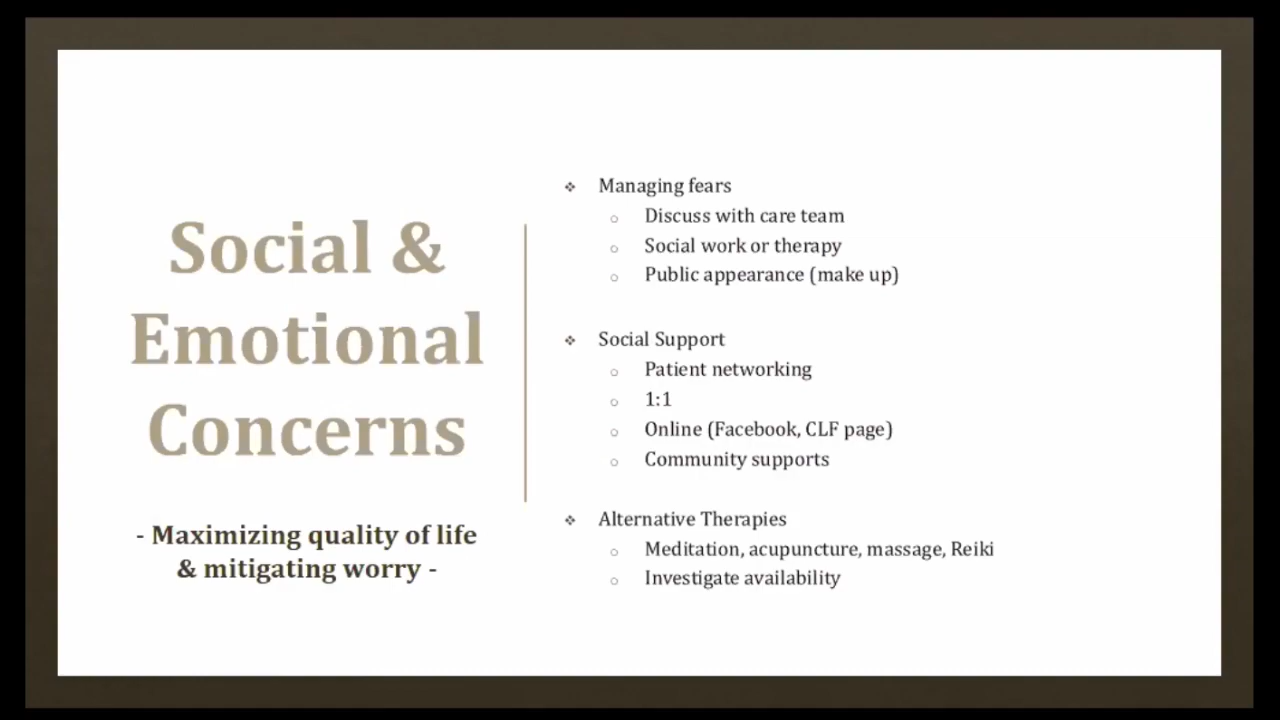 Social &
Emotional
Concerns
- Maximizing quality of life
& mitigating worry -
❖ Managing fears
○ Discuss with care team
○ Social work or therapy
○ Public appearance (make up)
❖ Social Support
○ Patient networking
○ 1:1
○ Online (Facebook, CLF page)
○ Community supports
❖ Alternative Therapies
○ Meditation, acupuncture, massage, Reiki
○ Investigate availability